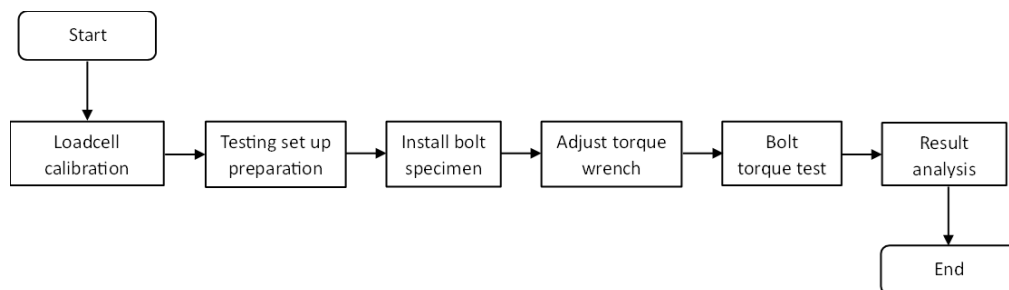 Start
Loadcell
calibration
Testing set up
preparation
Install bolt
specimen
Adjust torque
wrench
Bolt
torque test
Result
analysis
End